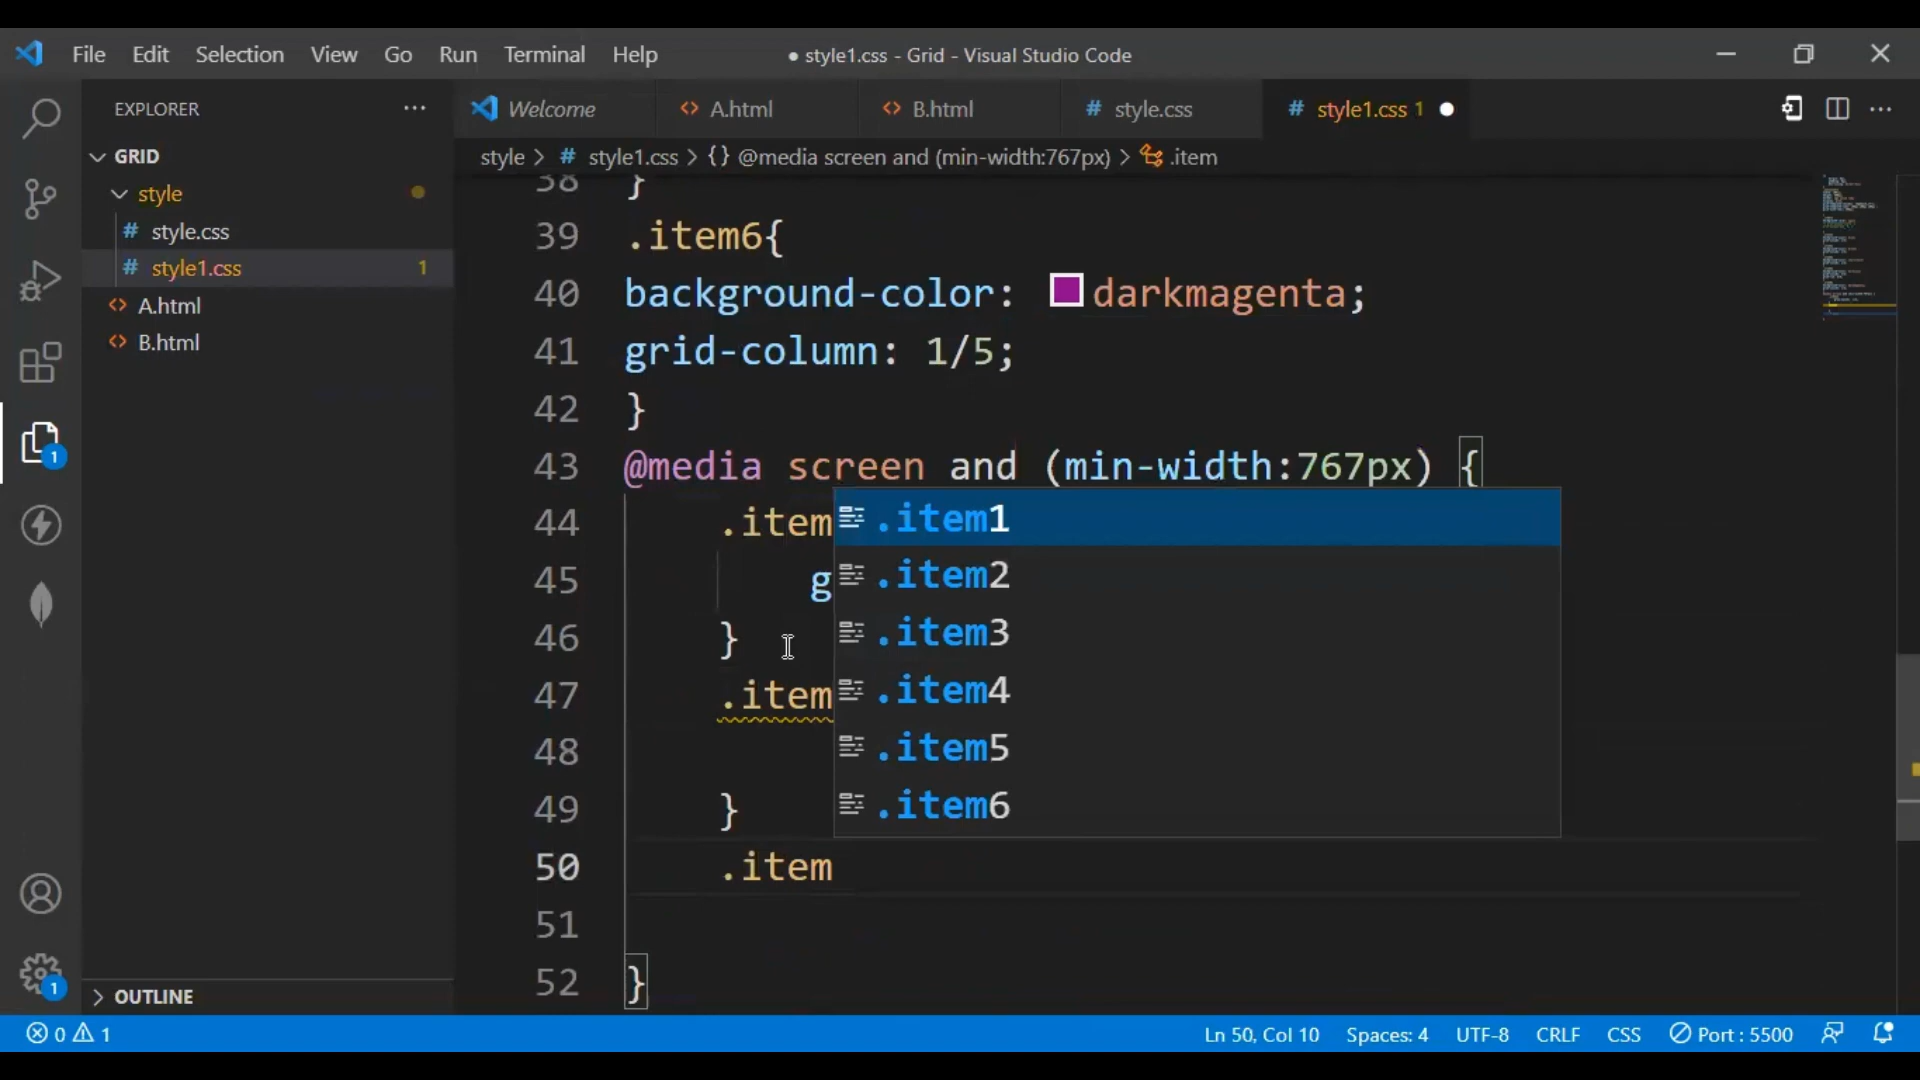 File Edit Selection View Go Run Terminal Help ● style1.css - Grid - Visual Studio Code
EXPLORER ···
Welcome A.html B.html style.css style1.css 1
GRID
style
style.css
style1.css 1
A.html
B.html
OUTLINE
style > style1.css > {} @media screen and (min-width:767px) > .item
38 }
39 .item6{
40 background-color: darkmagenta;
41 grid-column: 1/5;
42 }
43 @media screen and (min-width:767px) {
44 .item
45 g
46 }
47 .item
48
49 }
50 .item
51
52 }
.item1
.item2
.item3
.item4
.item5
.item6
1
1
0 1 Ln 50, Col 10 Spaces: 4 UTF-8 CRLF CSS Port : 5500